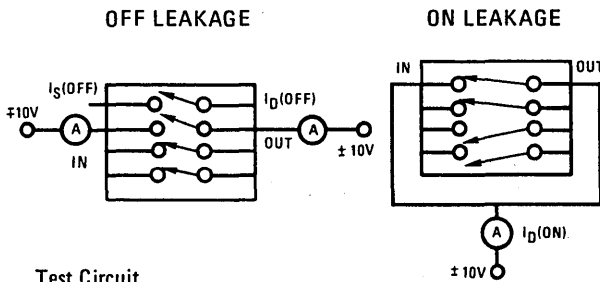 OFF LEAKAGE
ON LEAKAGE
IS(OFF)
ID(OFF)
∓10V
A
IN
OUT
A
±10V
IN
OUT
A
ID(ON)
±10V
Test Circuit